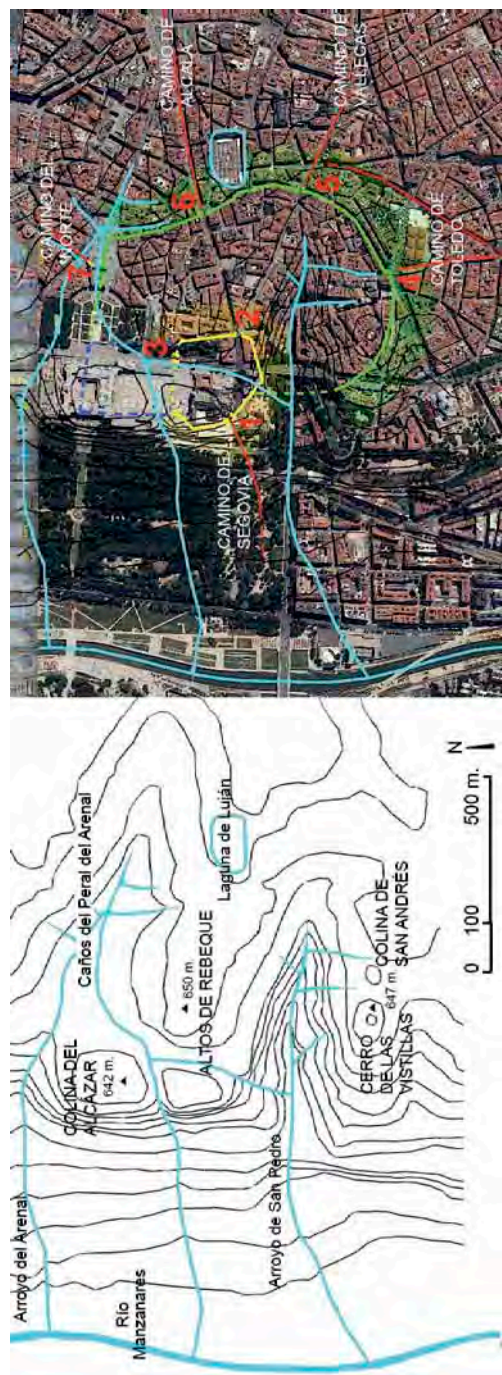 Arroyo del Arenal
Río
Manzanares
COLINA DEL
ALCÁZAR
642 m.
Caños del Peral del Arenal
650 m.
ALTOS DE REBEQUE
Laguna de Luján
Arroyo de San Pedro
CERRO
DE LAS
VISTILLAS
647 m.
COLINA DE
SAN ANDRÉS
0 100 500 m.
N
CAMINO DEL
NORTE
7
CAMINO DE
ALCALÁ
6
3
2
1
CAMINO DE
SEGOVIA
5
CAMINO DE
VALLECAS
4
CAMINO DE
TOLEDO